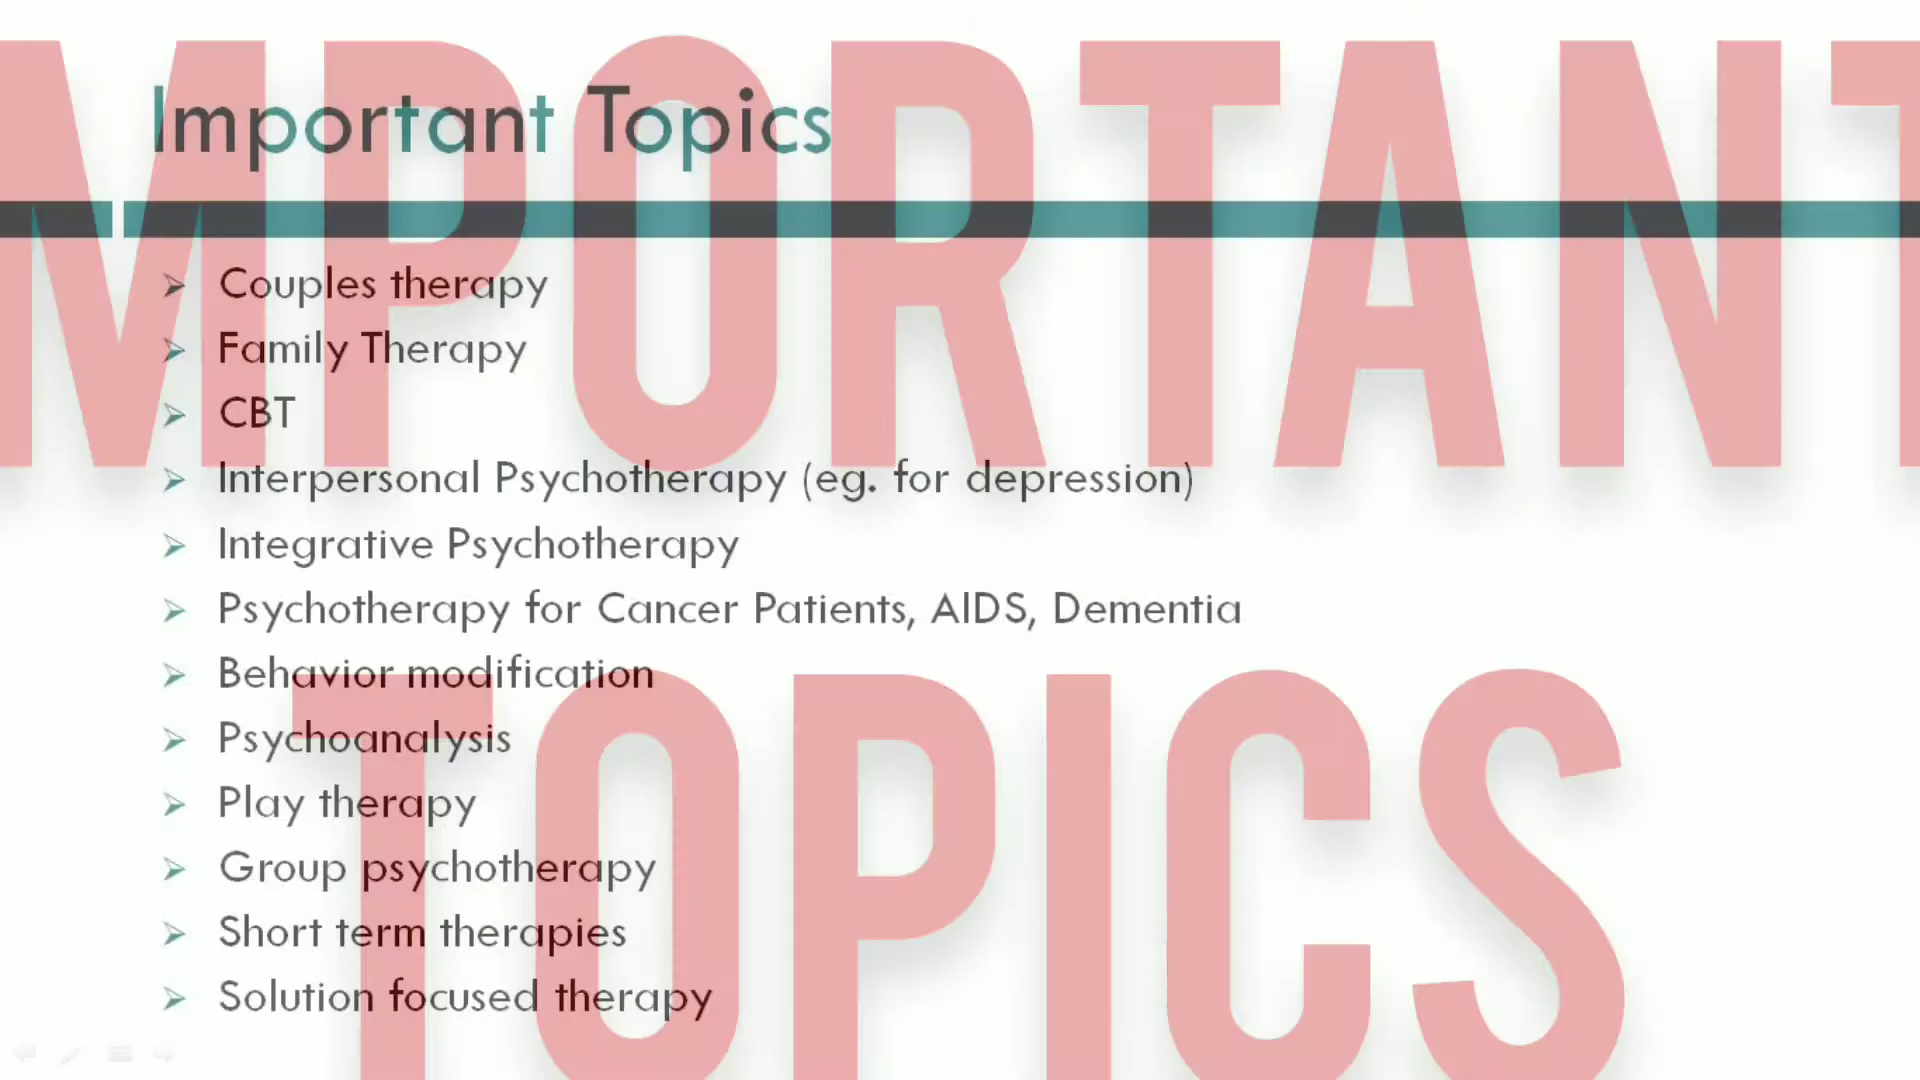 IMPORTANT
Important Topics
Couples therapy
Family Therapy
CBT
Interpersonal Psychotherapy (eg. for depression)
Integrative Psychotherapy
Psychotherapy for Cancer Patients, AIDS, Dementia
Behavior modification
Psychoanalysis
Play therapy
Group psychotherapy
Short term therapies
Solution focused therapy
TOPICS